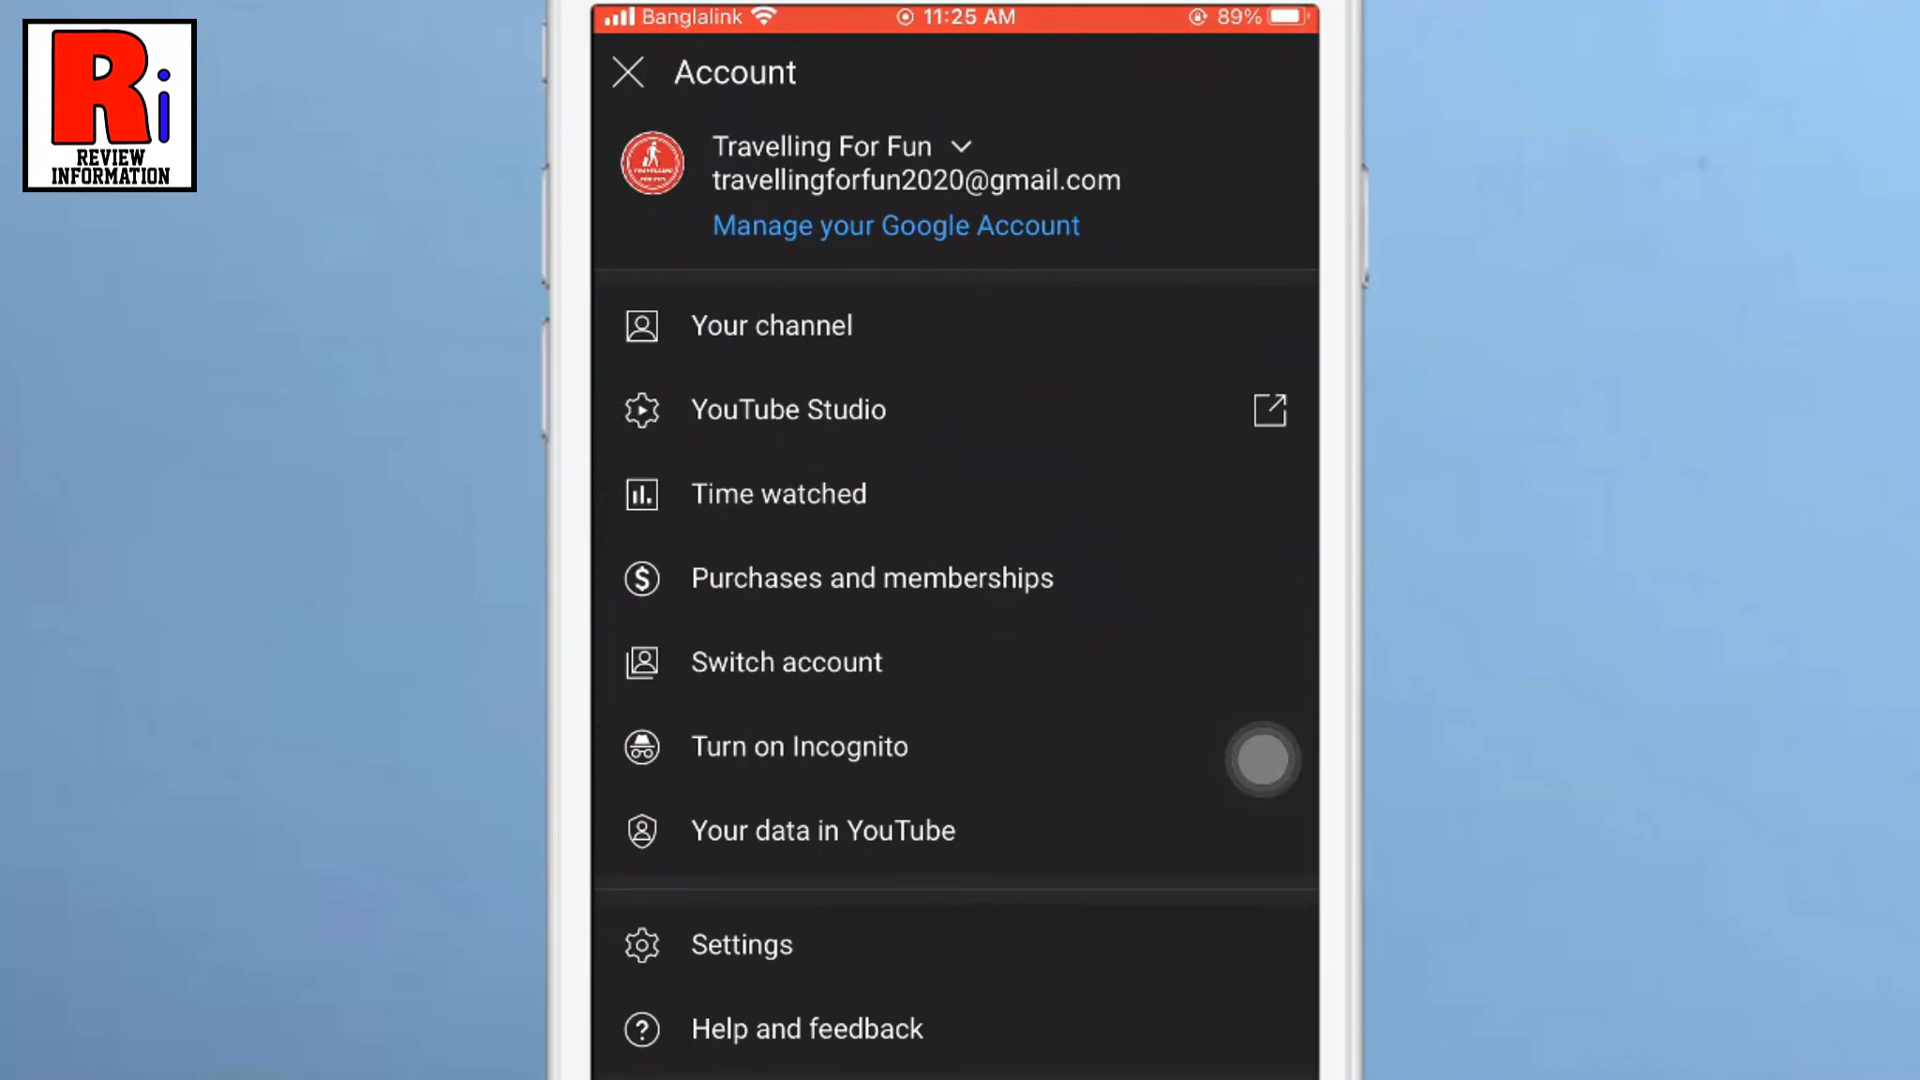 Ri
REVIEW
INFORMATION
Banglalink 11:25 AM 89%
Account
Travelling For Fun
travellingforfun2020@gmail.com
Manage your Google Account
Your channel
YouTube Studio
Time watched
Purchases and memberships
Switch account
Turn on Incognito
Your data in YouTube
Settings
Help and feedback